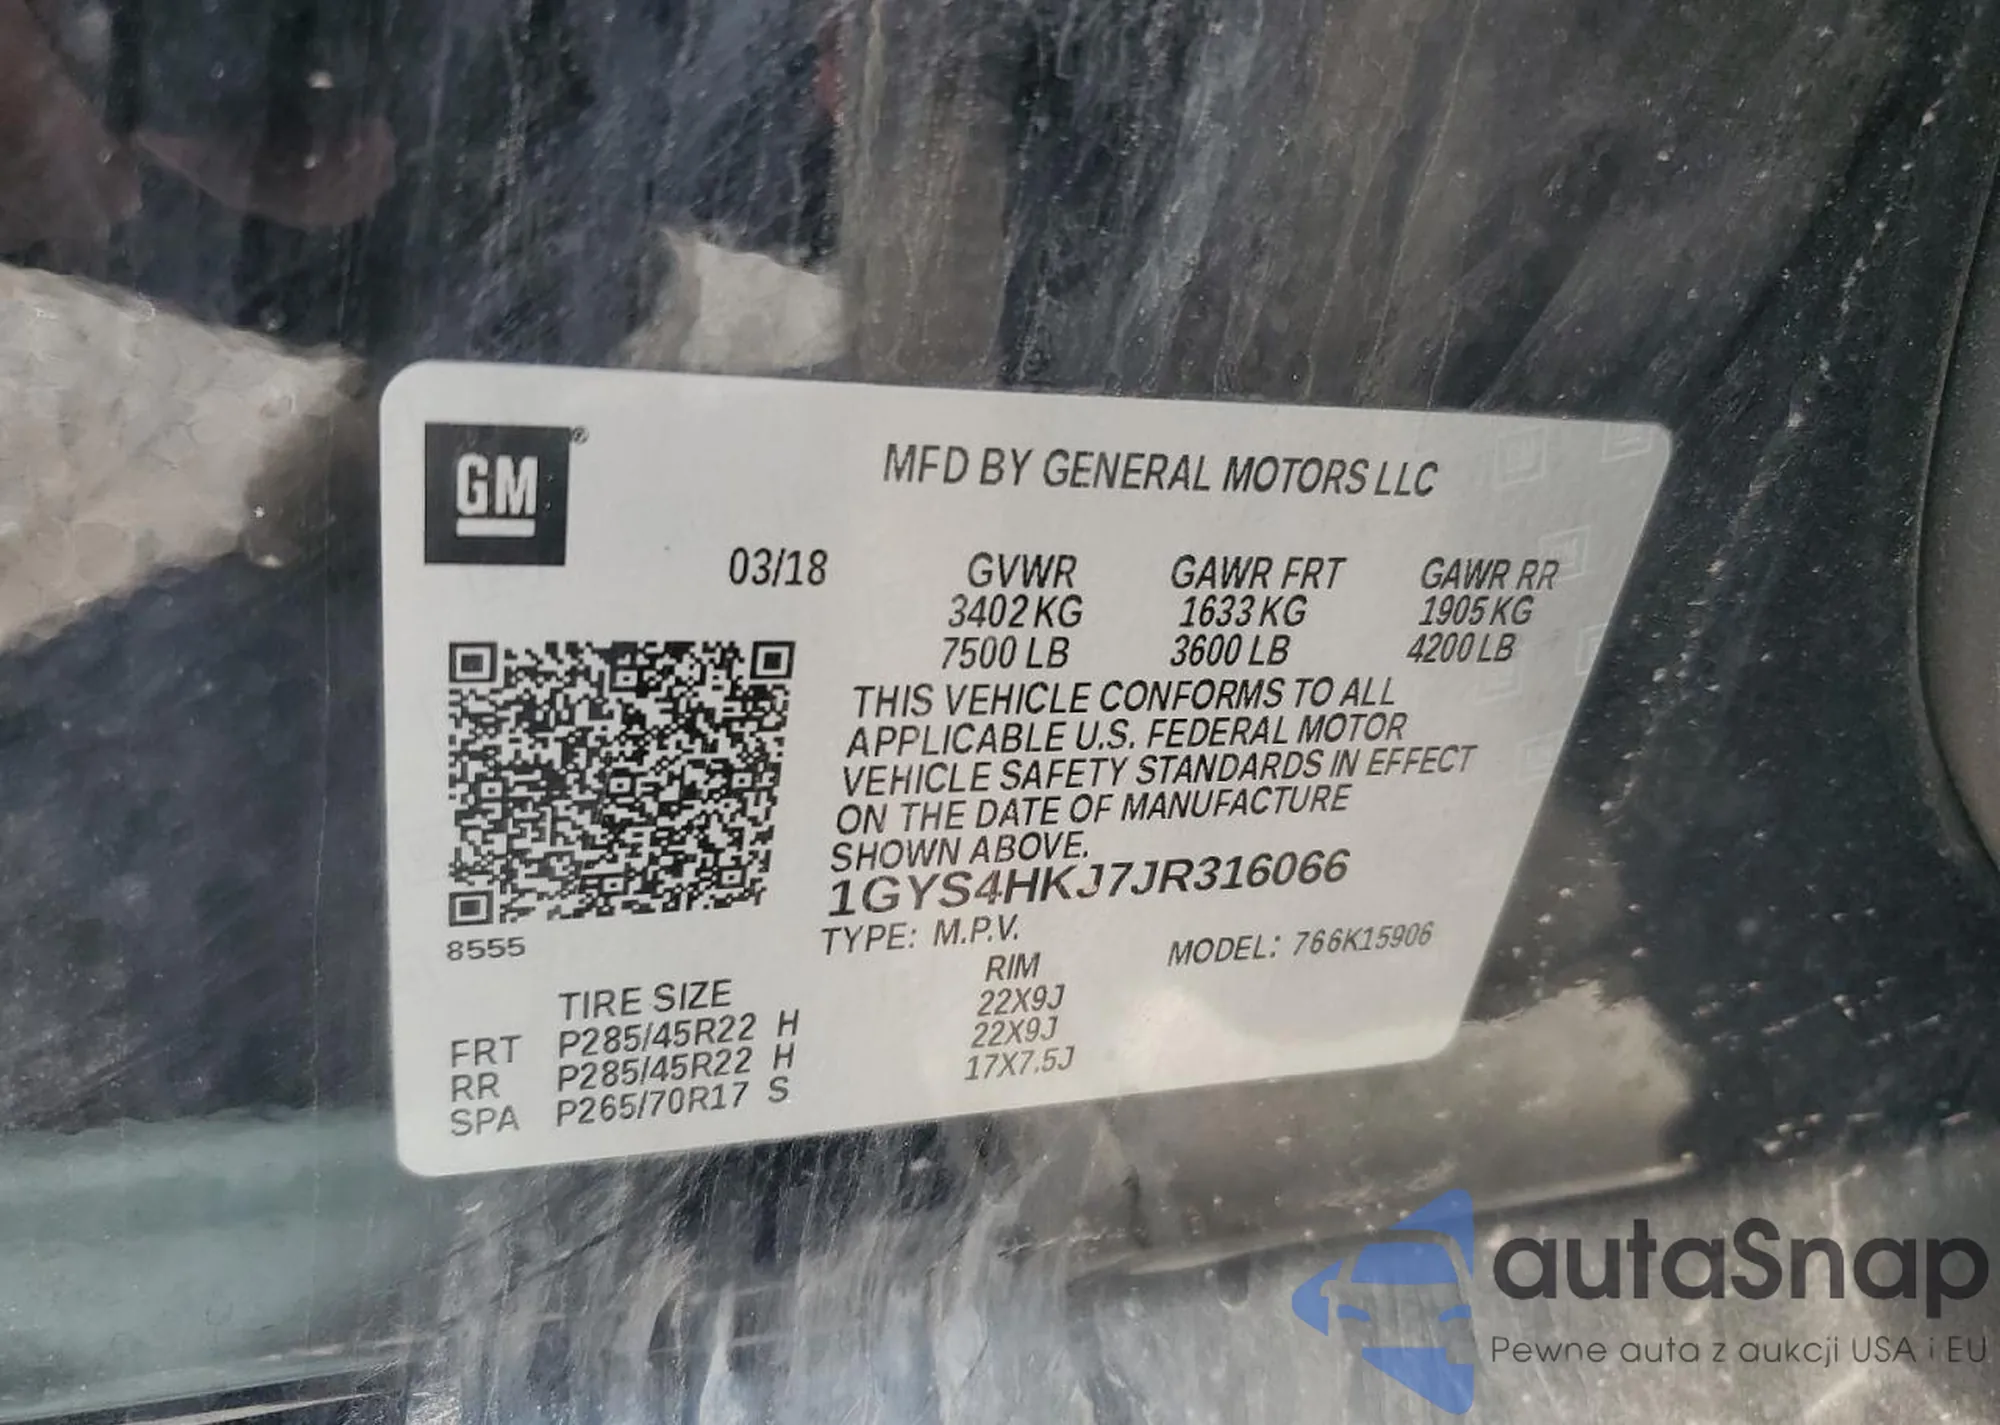 GM ®
MFD BY GENERAL MOTORS LLC
03/18 GVWR GAWR FRT GAWR RR
3402 KG 1633 KG 1905 KG
7500 LB 3600 LB 4200 LB
THIS VEHICLE CONFORMS TO ALL
APPLICABLE U.S. FEDERAL MOTOR
VEHICLE SAFETY STANDARDS IN EFFECT
ON THE DATE OF MANUFACTURE
SHOWN ABOVE.
1GYS4HKJ7JR316066
8555
TYPE: M.P.V. MODEL: 766K15906
TIRE SIZE RIM
FRT P285/45R22 H 22X9J
RR P285/45R22 H 22X9J
SPA P265/70R17 S 17X7.5J
autaSnap
Pewne auta z aukcji USA i EU